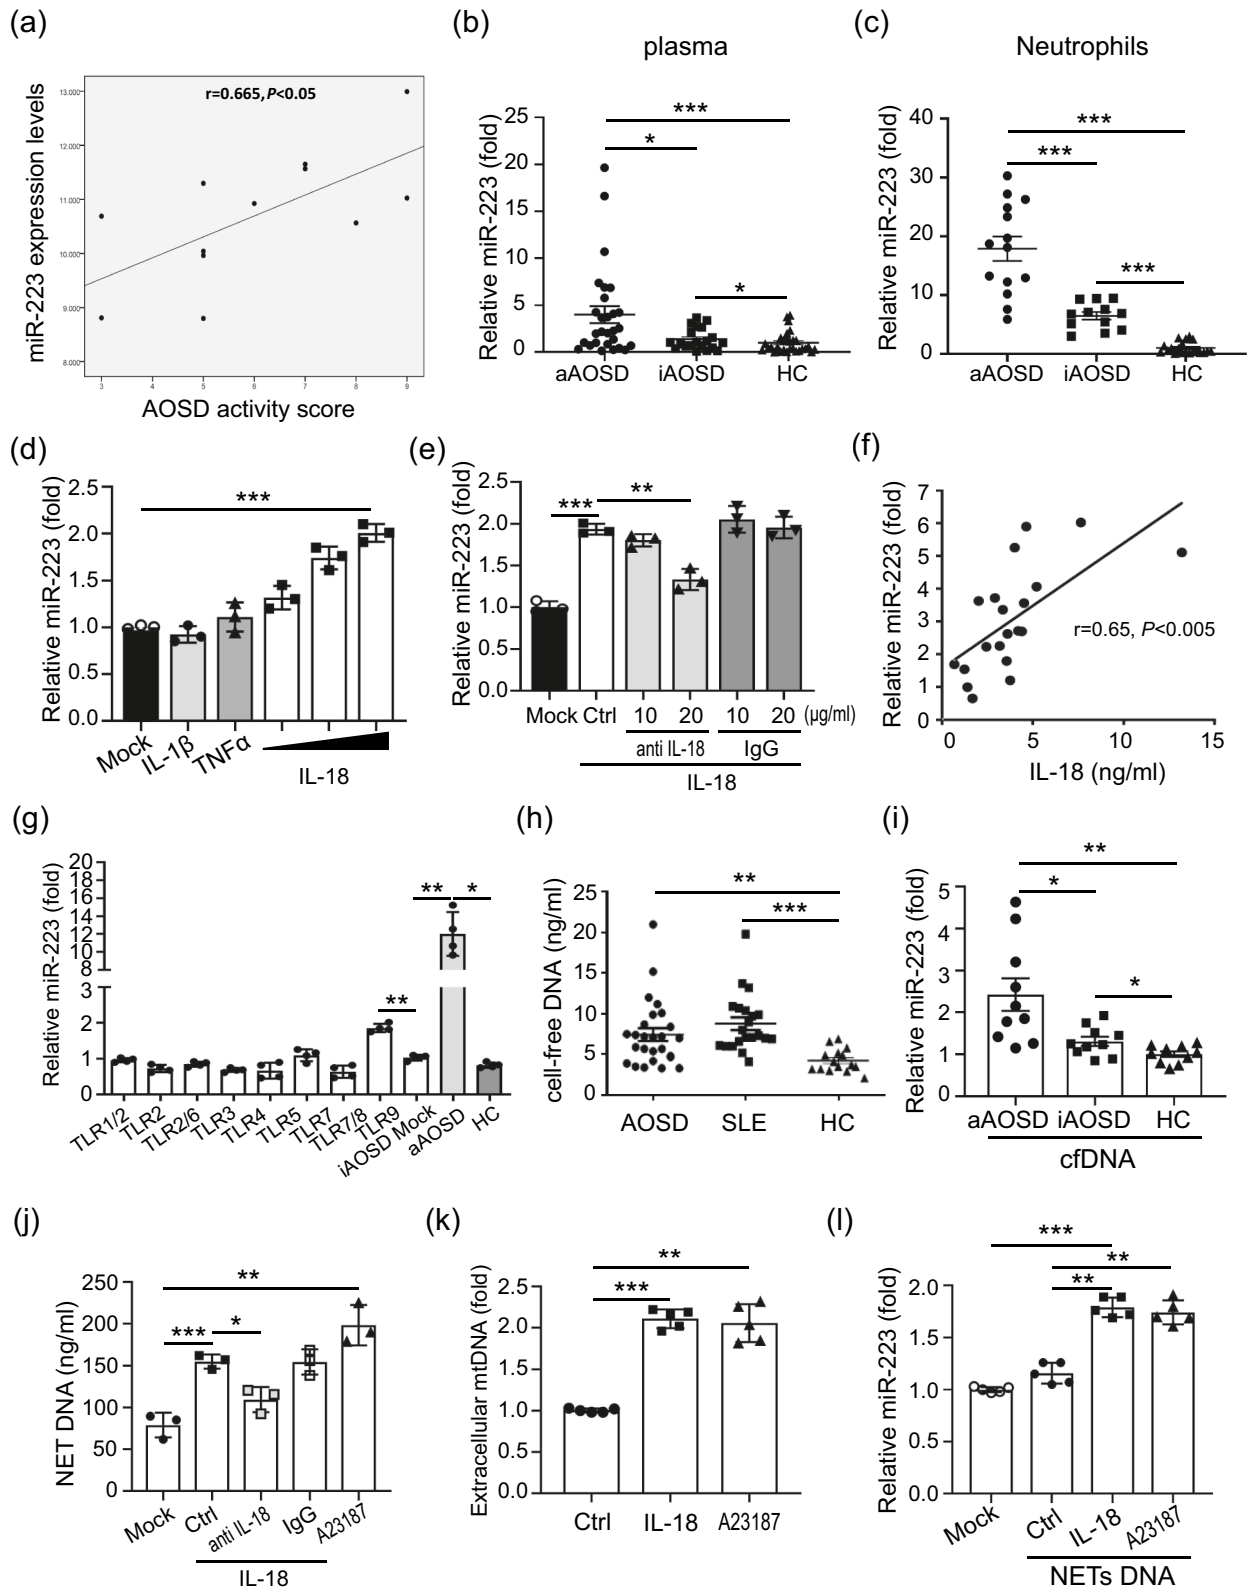 (a)
miR-223 expression levels
r=0.665, P<0.05
13.000
12.000
11.000
10.000
9.000
8.000
3 4 5 6 7 8 9
AOSD activity score
(b)
plasma
Relative miR-223 (fold)
25
20
15
10
5
0
***
*
*
aAOSD iAOSD HC
(c)
Neutrophils
Relative miR-223 (fold)
40
30
20
10
0
***
***
***
aAOSD iAOSD HC
(d)
Relative miR-223 (fold)
2.5
2.0
1.5
1.0
0.5
0.0
***
Mock IL-1β TNFα
IL-18
(e)
Relative miR-223 (fold)
2.5
2.0
1.5
1.0
0.5
0.0
*** **
Mock Ctrl 10 20 10 20 (µg/ml)
anti IL-18 IgG
IL-18
(f)
Relative miR-223 (fold)
7
6
5
4
3
2
1
0
r=0.65, P<0.005
0 5 10 15
IL-18 (ng/ml)
(g)
Relative miR-223 (fold)
20
18
16
14
12
10
8
3
2
1
0
** *
**
TLR1/2 TLR2 TLR2/6 TLR3 TLR4 TLR5 TLR7 TLR7/8 TLR9 iAOSD Mock aAOSD HC
(h)
cell-free DNA (ng/ml)
25
20
15
10
5
0
**
***
AOSD SLE HC
(i)
Relative miR-223 (fold)
5
4
3
2
1
0
**
*
*
aAOSD iAOSD HC
cfDNA
(j)
NET DNA (ng/ml)
250
200
150
100
50
0
**
*** *
Mock Ctrl anti IL-18 IgG A23187
IL-18
(k)
Extracellular mtDNA (fold)
2.5
2.0
1.5
1.0
0.5
0.0
**
***
Ctrl IL-18 A23187
(l)
Relative miR-223 (fold)
2.0
1.5
1.0
0.5
0.0
***
**
**
Mock Ctrl IL-18 A23187
NETs DNA